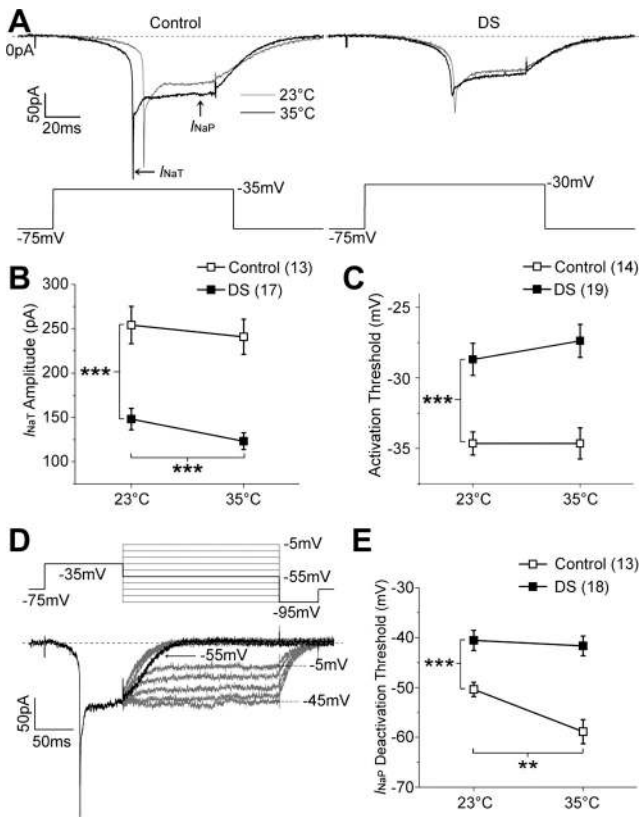 A
Control
DS
0pA
23°C
35°C
50pA
20ms
INaP
INaT
-35mV
-75mV
-30mV
-75mV
B
Control (13)
DS (17)
INaT Amplitude (pA)
300
250
200
150
100
***
***
23°C
35°C
C
Control (14)
DS (19)
Activation Threshold (mV)
-25
-30
-35
***
23°C
35°C
D
-5mV
-35mV
-55mV
-75mV
-95mV
-55mV
-5mV
-45mV
50pA
50ms
E
Control (13)
DS (18)
INaP Deactivation Threshold (mV)
-30
-40
-50
-60
-70
***
**
23°C
35°C